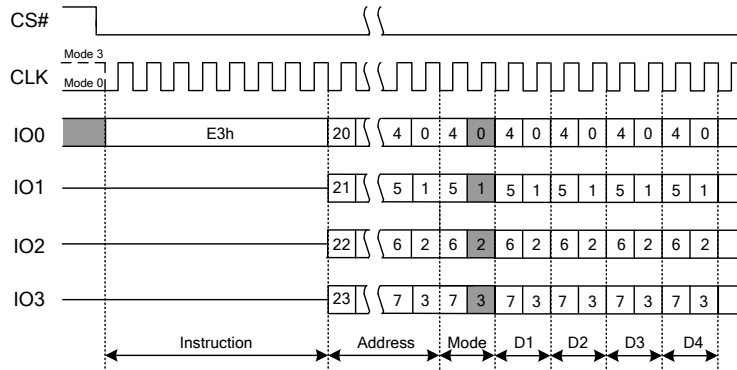 CS#
Mode 3
CLK
Mode 0
IO0 E3h 20 4 0 4 0 4 0 4 0 4 0 4 0
IO1 21 5 1 5 1 5 1 5 1 5 1 5 1
IO2 22 6 2 6 2 6 2 6 2 6 2 6 2
IO3 23 7 3 7 3 7 3 7 3 7 3 7 3
Instruction Address Mode D1 D2 D3 D4